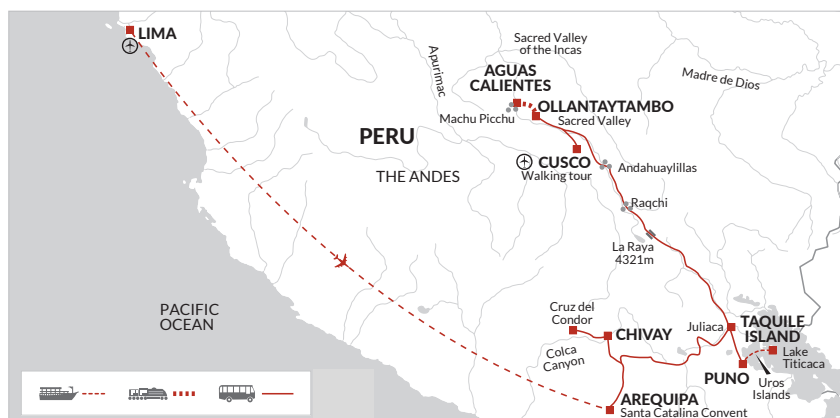 LIMA
Apurimac
Sacred Valley
of the Incas
Madre de Dios
AGUAS
CALIENTES
OLLANTAYTAMBO
Machu Picchu
Sacred Valley
PERU
CUSCO
Walking tour
Andahuaylillas
THE ANDES
Raqchi
La Raya
4321m
PACIFIC
OCEAN
Cruz del
Condor
CHIVAY
Juliaca
TAQUILE
ISLAND
Colca
Canyon
Lake
Titicaca
PUNO
Uros
Islands
AREQUIPA
Santa Catalina Convent